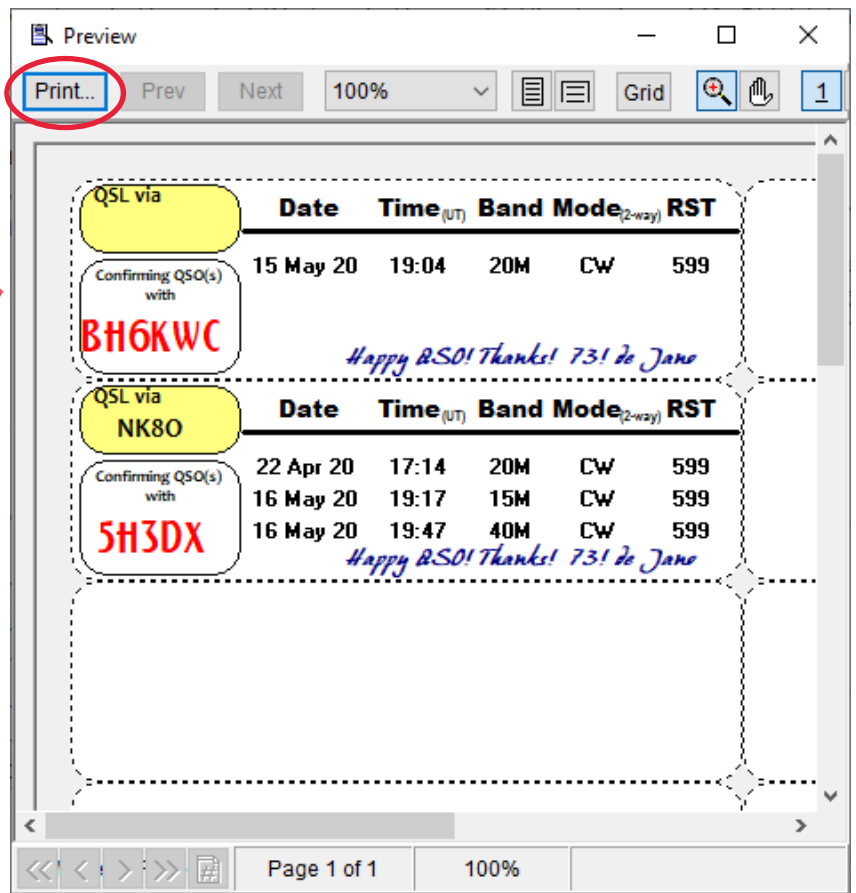 Preview
Print... Prev Next 100% Grid 1
QSL via
Date Time(UT) Band Mode(2-way) RST
Confirming QSO(s)
with
BH6KWC
15 May 20 19:04 20M CW 599
Happy QSO! Thanks! 73! de Jane
QSL via
NK8O
Date Time(UT) Band Mode(2-way) RST
Confirming QSO(s)
with
5H3DX
22 Apr 20 17:14 20M CW 599
16 May 20 19:17 15M CW 599
16 May 20 19:47 40M CW 599
Happy QSO! Thanks! 73! de Jane
Page 1 of 1 100%